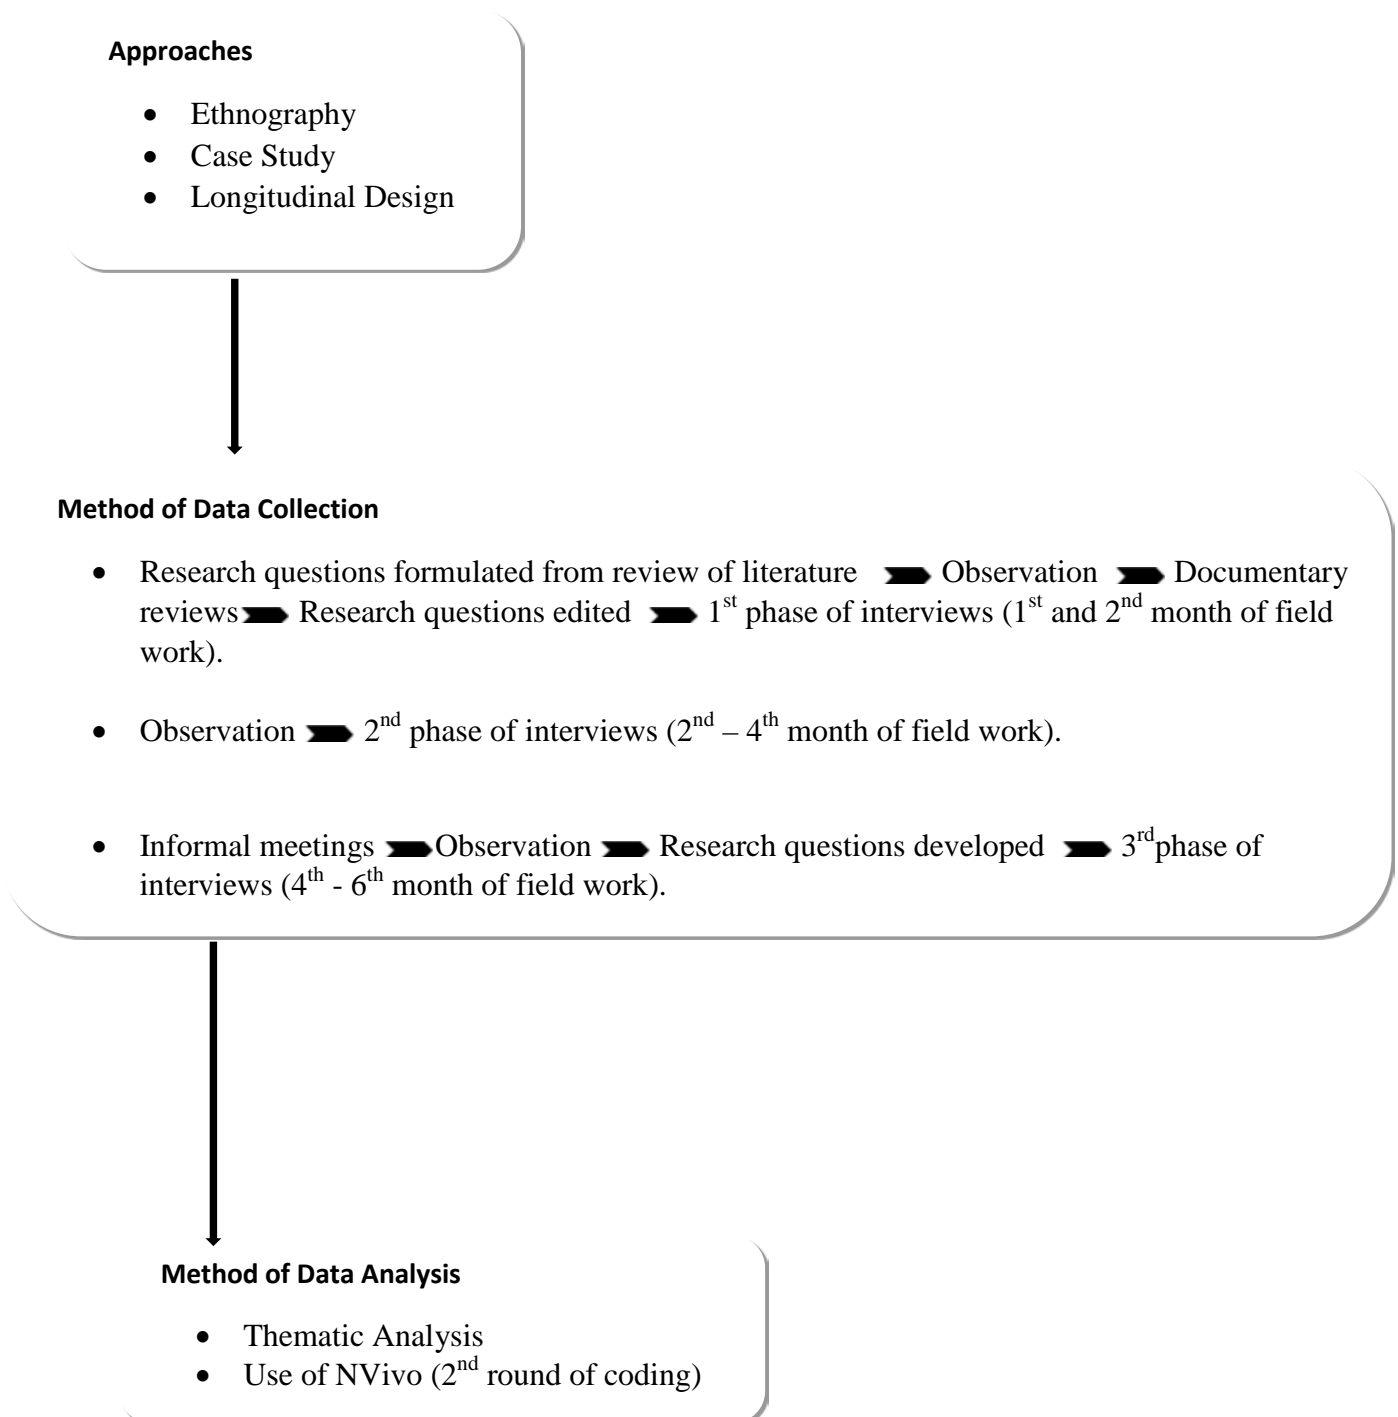 Approaches
• Ethnography
• Case Study
• Longitudinal Design
Method of Data Collection
• Research questions formulated from review of literature Observation Documentary
reviews Research questions edited 1st phase of interviews (1st and 2nd month of field
work).
• Observation 2nd phase of interviews (2nd – 4th month of field work).
• Informal meetings Observation Research questions developed 3rd phase of
interviews (4th - 6th month of field work).
Method of Data Analysis
• Thematic Analysis
• Use of NVivo (2nd round of coding)